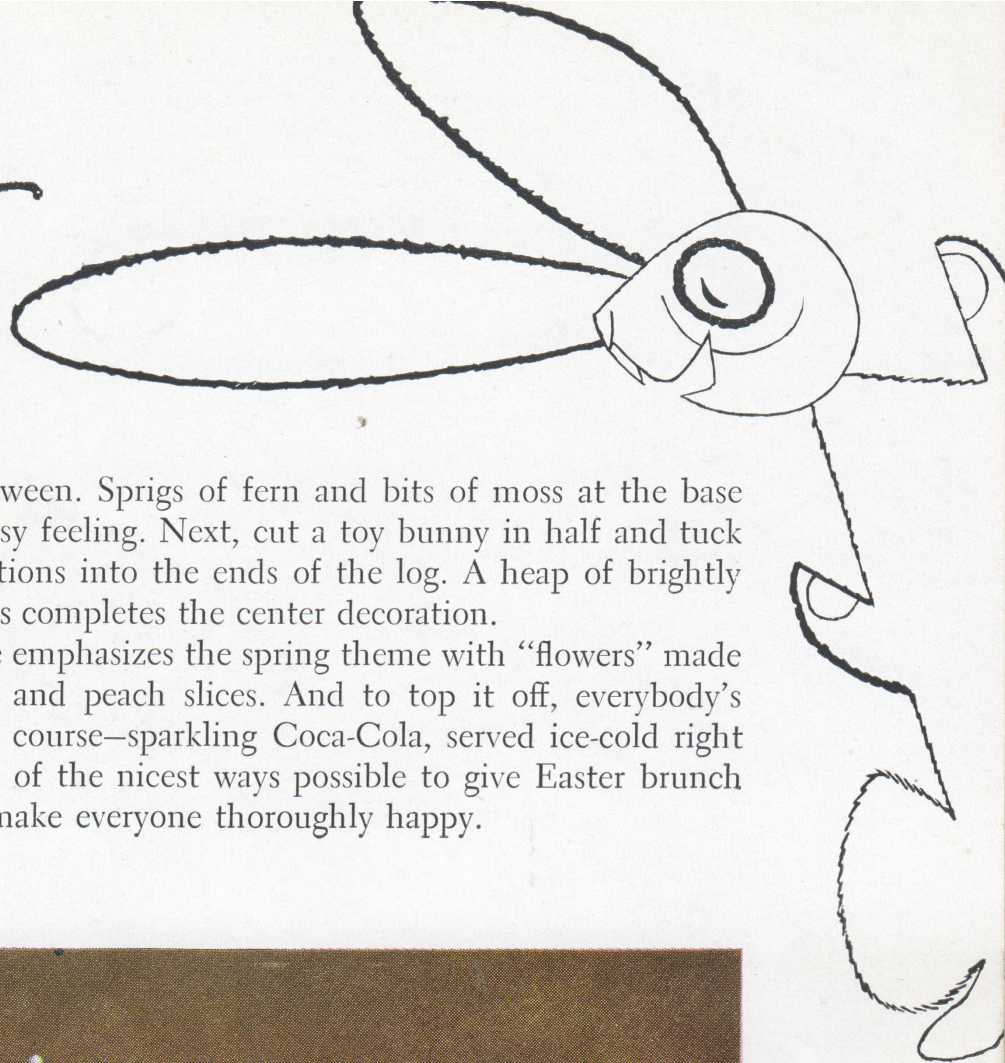 ween. Sprigs of fern and bits of moss at the base
sy feeling. Next, cut a toy bunny in half and tuck
tions into the ends of the log. A heap of brightly
s completes the center decoration.
e emphasizes the spring theme with “flowers” made
and peach slices. And to top it off, everybody’s
course—sparkling Coca-Cola, served ice-cold right
of the nicest ways possible to give Easter brunch
make everyone thoroughly happy.